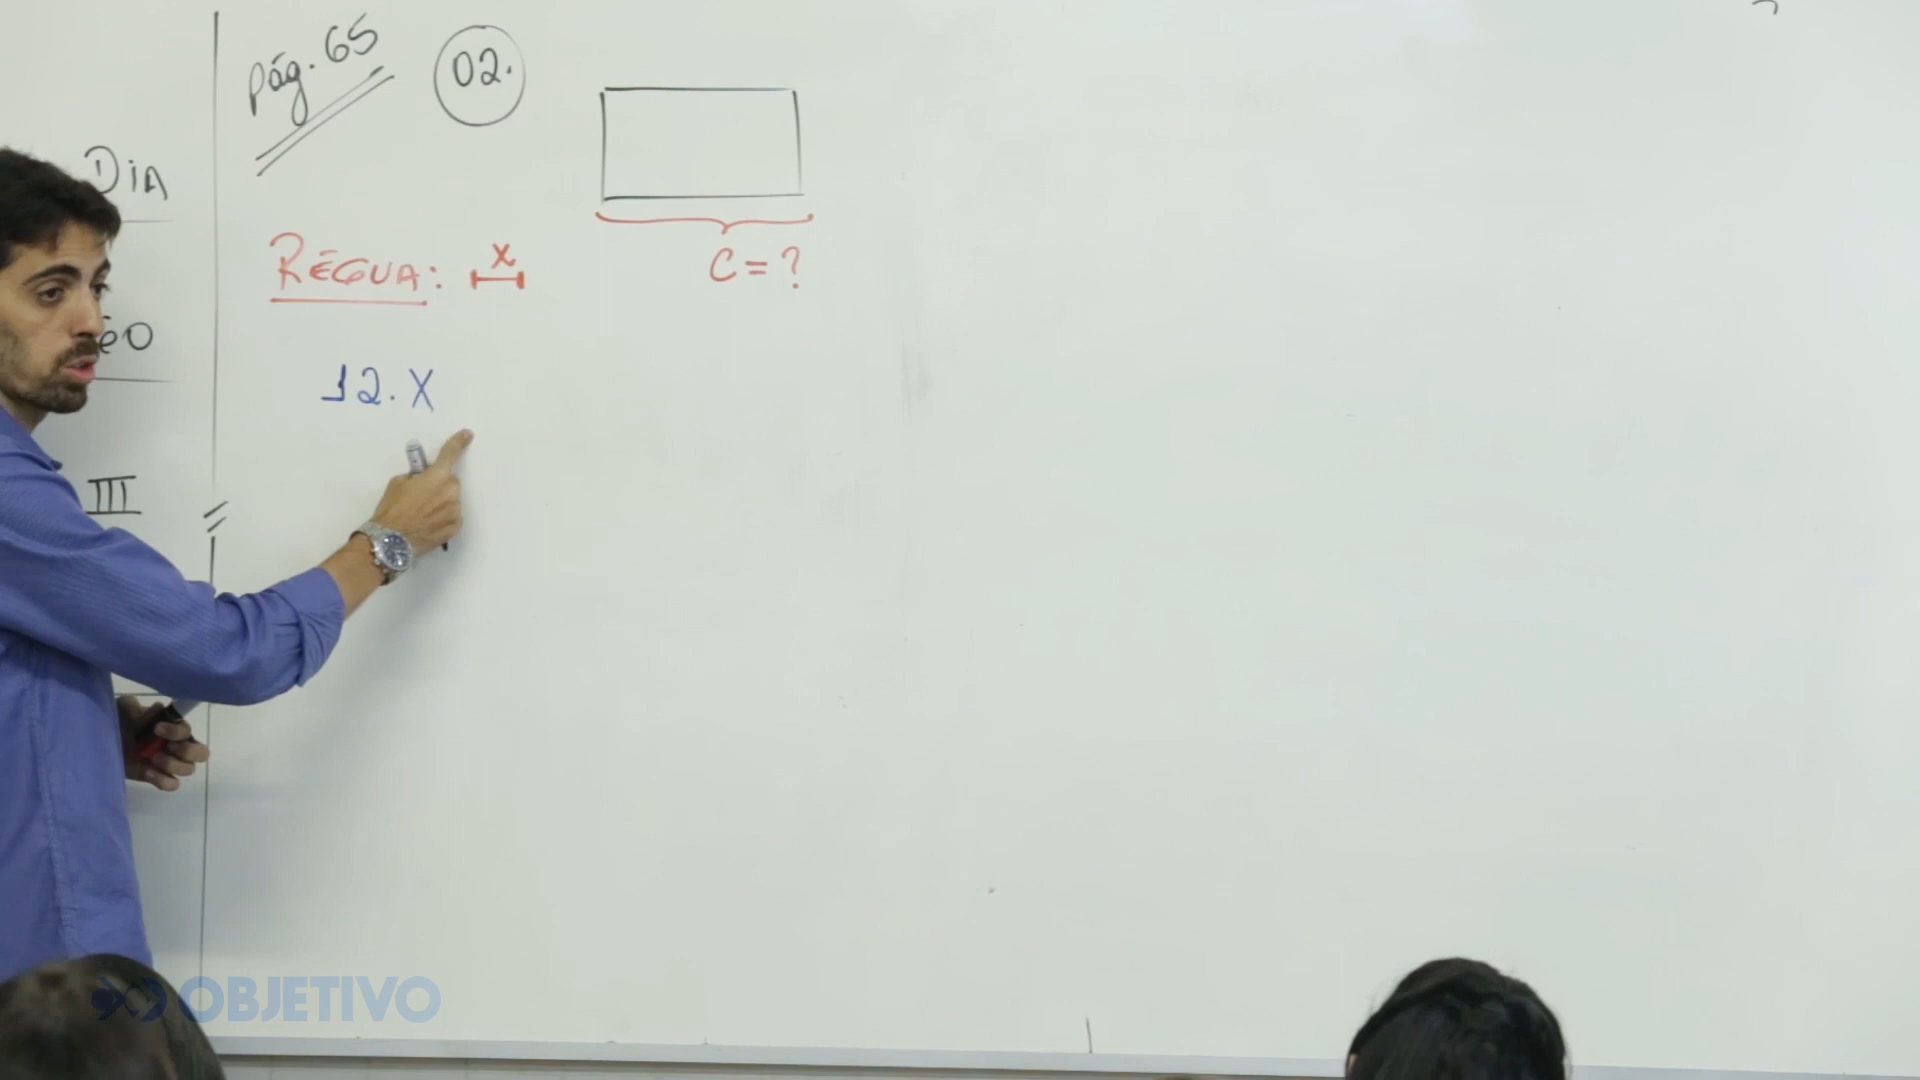 Pág. 65
02.
DIA
RÉGUA: x
C = ?
12. X
III
OBJETIVO